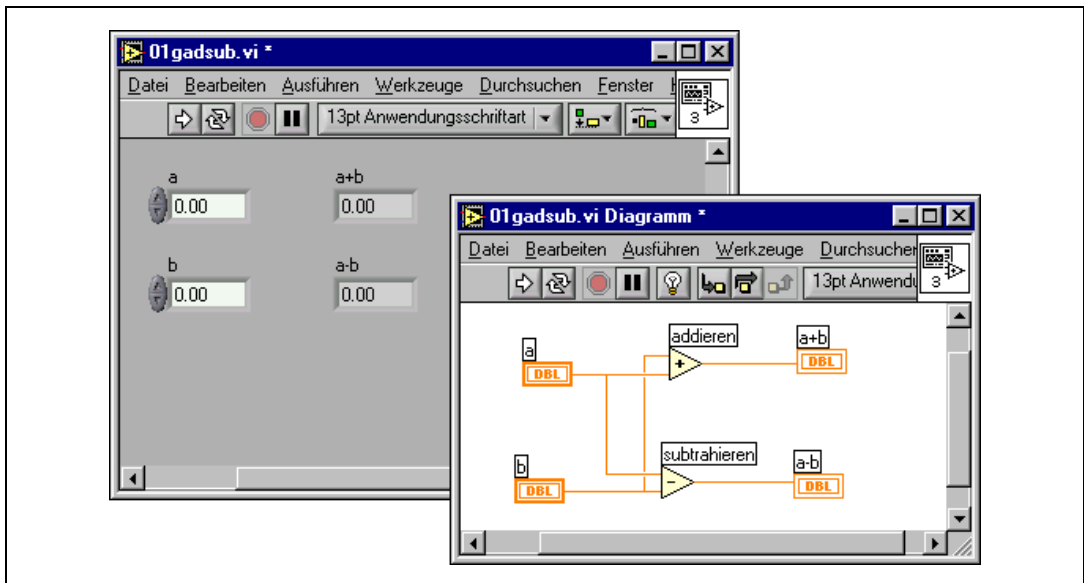 01gadsub.vi *
Datei Bearbeiten Ausführen Werkzeuge Durchsuchen Fenster
13pt Anwendungsschriftart
3
a
0.00
a+b
0.00
b
0.00
a-b
0.00
01gadsub.vi Diagramm *
Datei Bearbeiten Ausführen Werkzeuge Durchsuchen
13pt Anwendu
3
a
DBL
addieren
+
a+b
DBL
b
DBL
subtrahieren
-
a-b
DBL